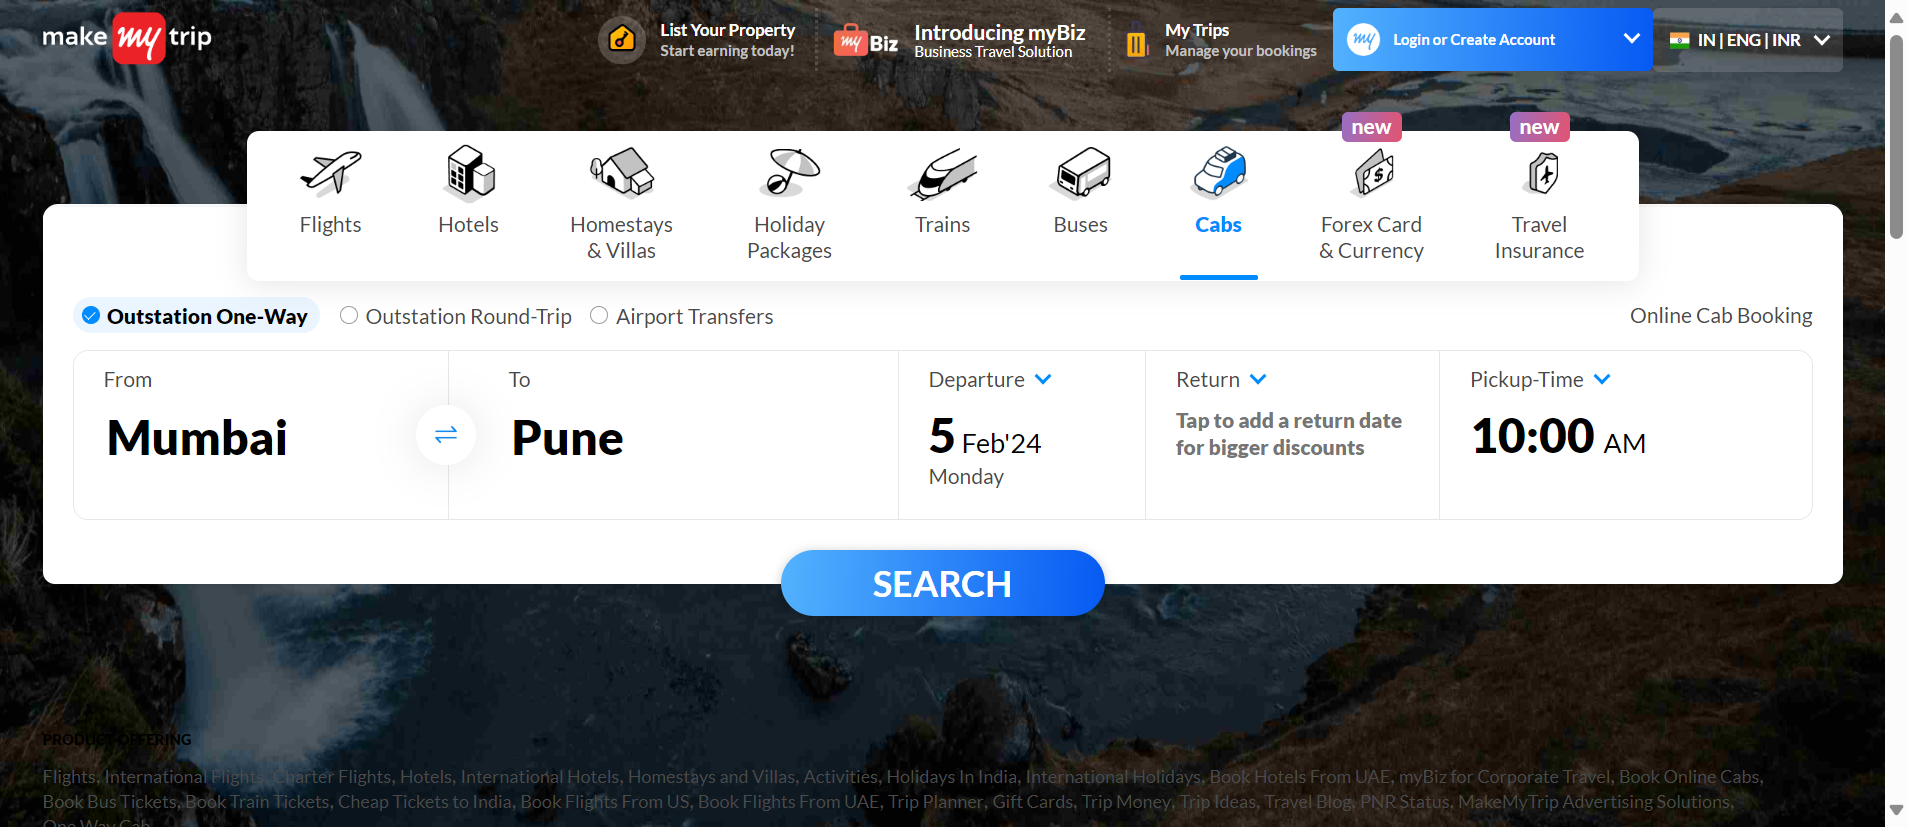 make my trip
List Your Property
Start earning today!
my Biz
Introducing myBiz
Business Travel Solution
My Trips
Manage your bookings
my
Login or Create Account
IN | ENG | INR
new
new
Flights
Hotels
Homestays
& Villas
Holiday
Packages
Trains
Buses
Cabs
$
Forex Card
& Currency
Travel
Insurance
Outstation One-Way
Outstation Round-Trip
Airport Transfers
Online Cab Booking
From
Mumbai
To
Pune
Departure
5 Feb'24
Monday
Return
Tap to add a return date
for bigger discounts
Pickup-Time
10:00 AM
SEARCH
PRODUCT OFFERING
Flights, International Flights, Charter Flights, Hotels, International Hotels, Homestays and Villas, Activities, Holidays In India, International Holidays, Book Hotels From UAE, myBiz for Corporate Travel, Book Online Cabs,
Book Bus Tickets, Book Train Tickets, Cheap Tickets to India, Book Flights From US, Book Flights From UAE, Trip Planner, Gift Cards, Trip Money, Trip Ideas, Travel Blog, PNR Status, MakeMyTrip Advertising Solutions,
One Way Cab